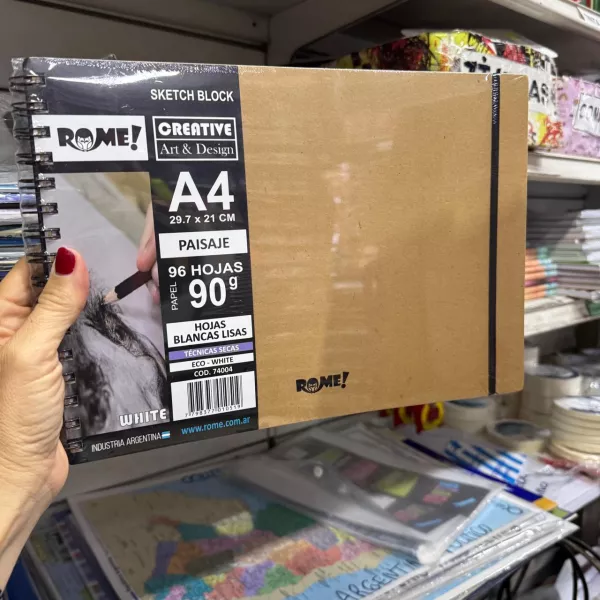 SKETCH BLOCK
ROME!
CREATIVE
Art & Design
A4
29.7 x 21 CM
PAISAJE
96 HOJAS
PAPEL 90g
HOJAS
BLANCAS LISAS
TÉCNICAS SECAS
ECO - WHITE
COD. 74004
WHITE
INDUSTRIA ARGENTINA
www.rome.com.ar
ROME!
ARGENTINA